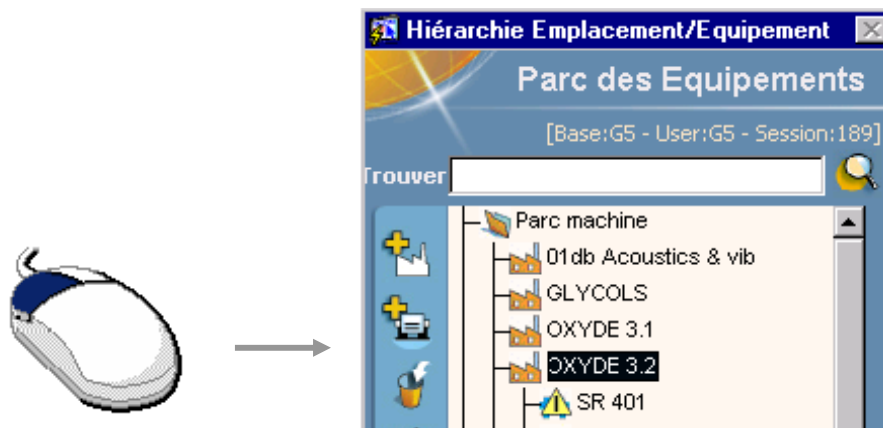 Hiérarchie Emplacement/Equipement
Parc des Equipements
[Base:G5 - User:G5 - Session:189]
Trouver
Parc machine
01db Acoustics & vib
GLYCOLS
OXYDE 3.1
OXYDE 3.2
SR 401